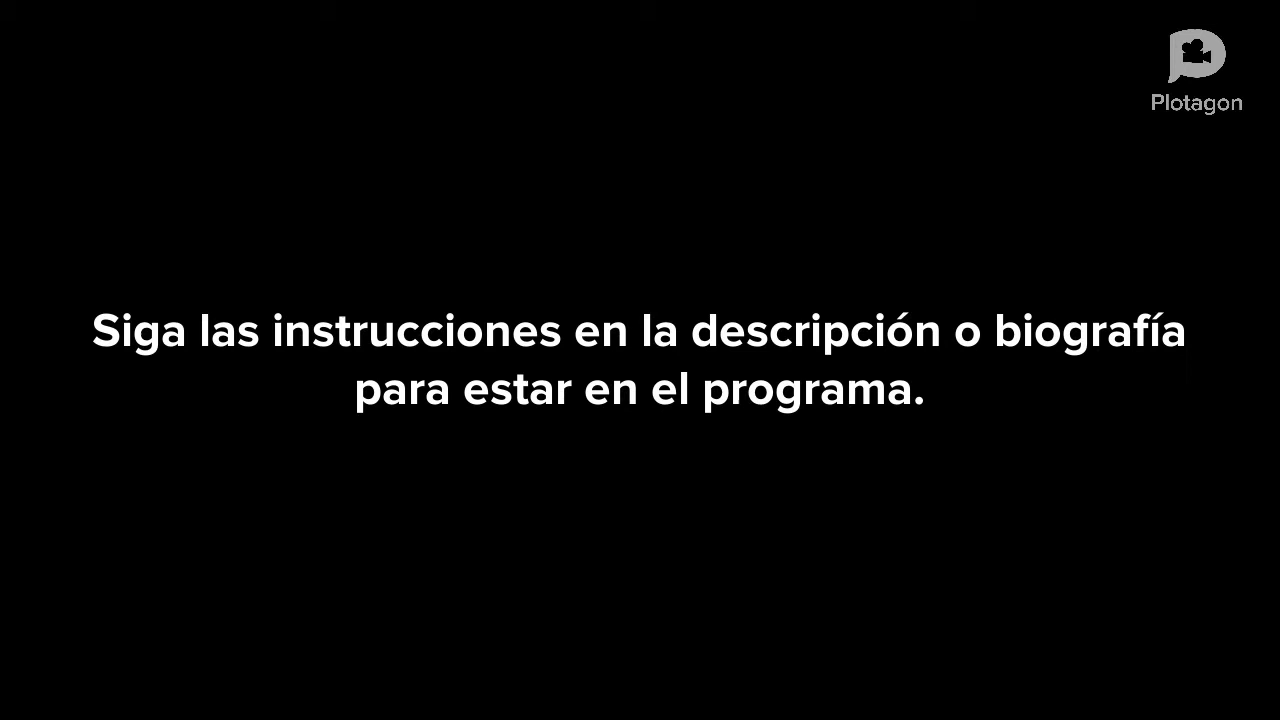 Plotagon
Siga las instrucciones en la descripción o biografía
para estar en el programa.